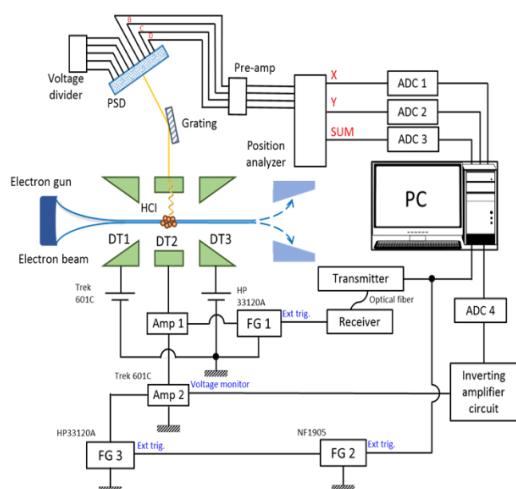 B
C
D
Voltage
divider
PSD
Pre-amp
Grating
Position
analyzer
X
Y
SUM
ADC 1
ADC 2
ADC 3
PC
Electron gun
HCI
Electron beam
DT1
DT2
DT3
Trek
601C
HP
33120A
Transmitter
Optical fiber
Receiver
Amp 1
FG 1
Ext trig.
ADC 4
Trek 601C
Amp 2
Voltage monitor
Inverting
amplifier
circuit
HP33120A
FG 3
Ext trig.
NF1905
FG 2
Ext trig.